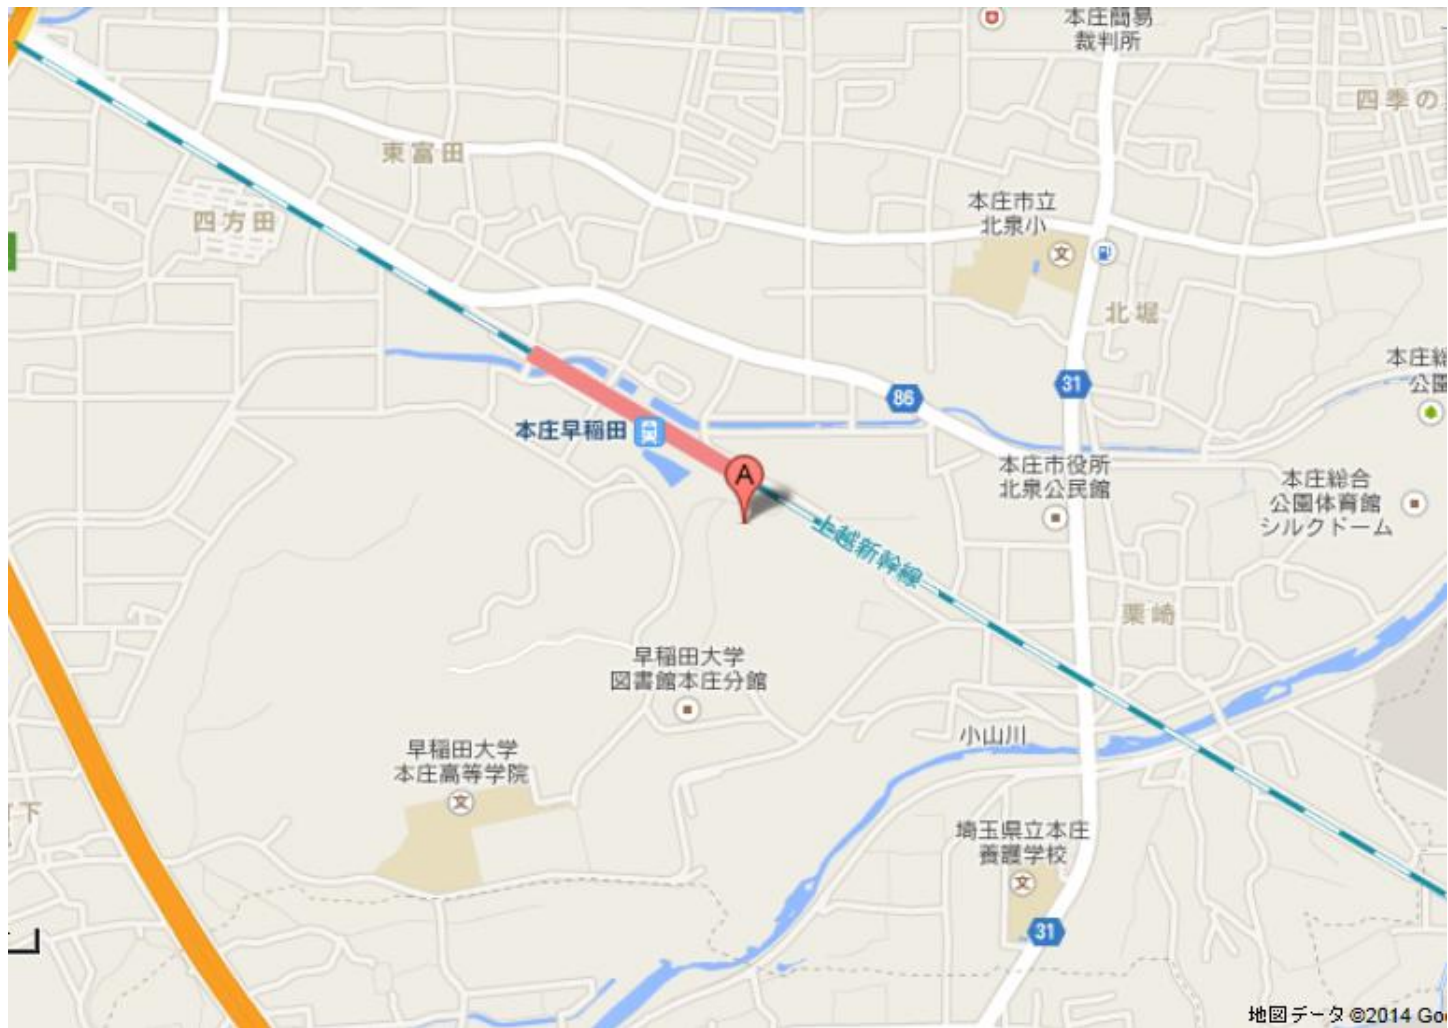 本庄簡易
裁判所
四季の
東富田
四方田
本庄市立
北泉小
文
北堀
本庄総
公園
31
86
本庄早稲田
A
本庄市役所
北泉公民館
本庄総合
公園体育館
シルクドーム
上越新幹線
栗崎
早稲田大学
図書館本庄分館
小山川
早稲田大学
本庄高等学院
文
下
埼玉県立本庄
養護学校
文
31
地図データ ©2014 Go